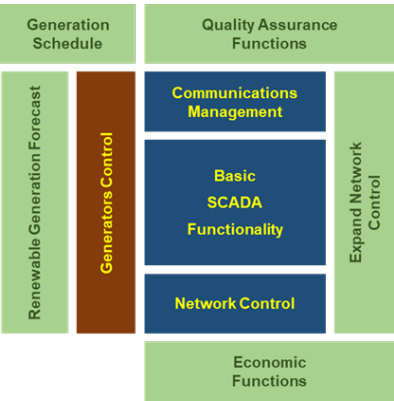 Generation
Schedule
Quality Assurance
Functions
Renewable Generation Forecast
Generators Control
Communications
Management
Basic
SCADA
Functionality
Network Control
Expand Network
Control
Economic
Functions